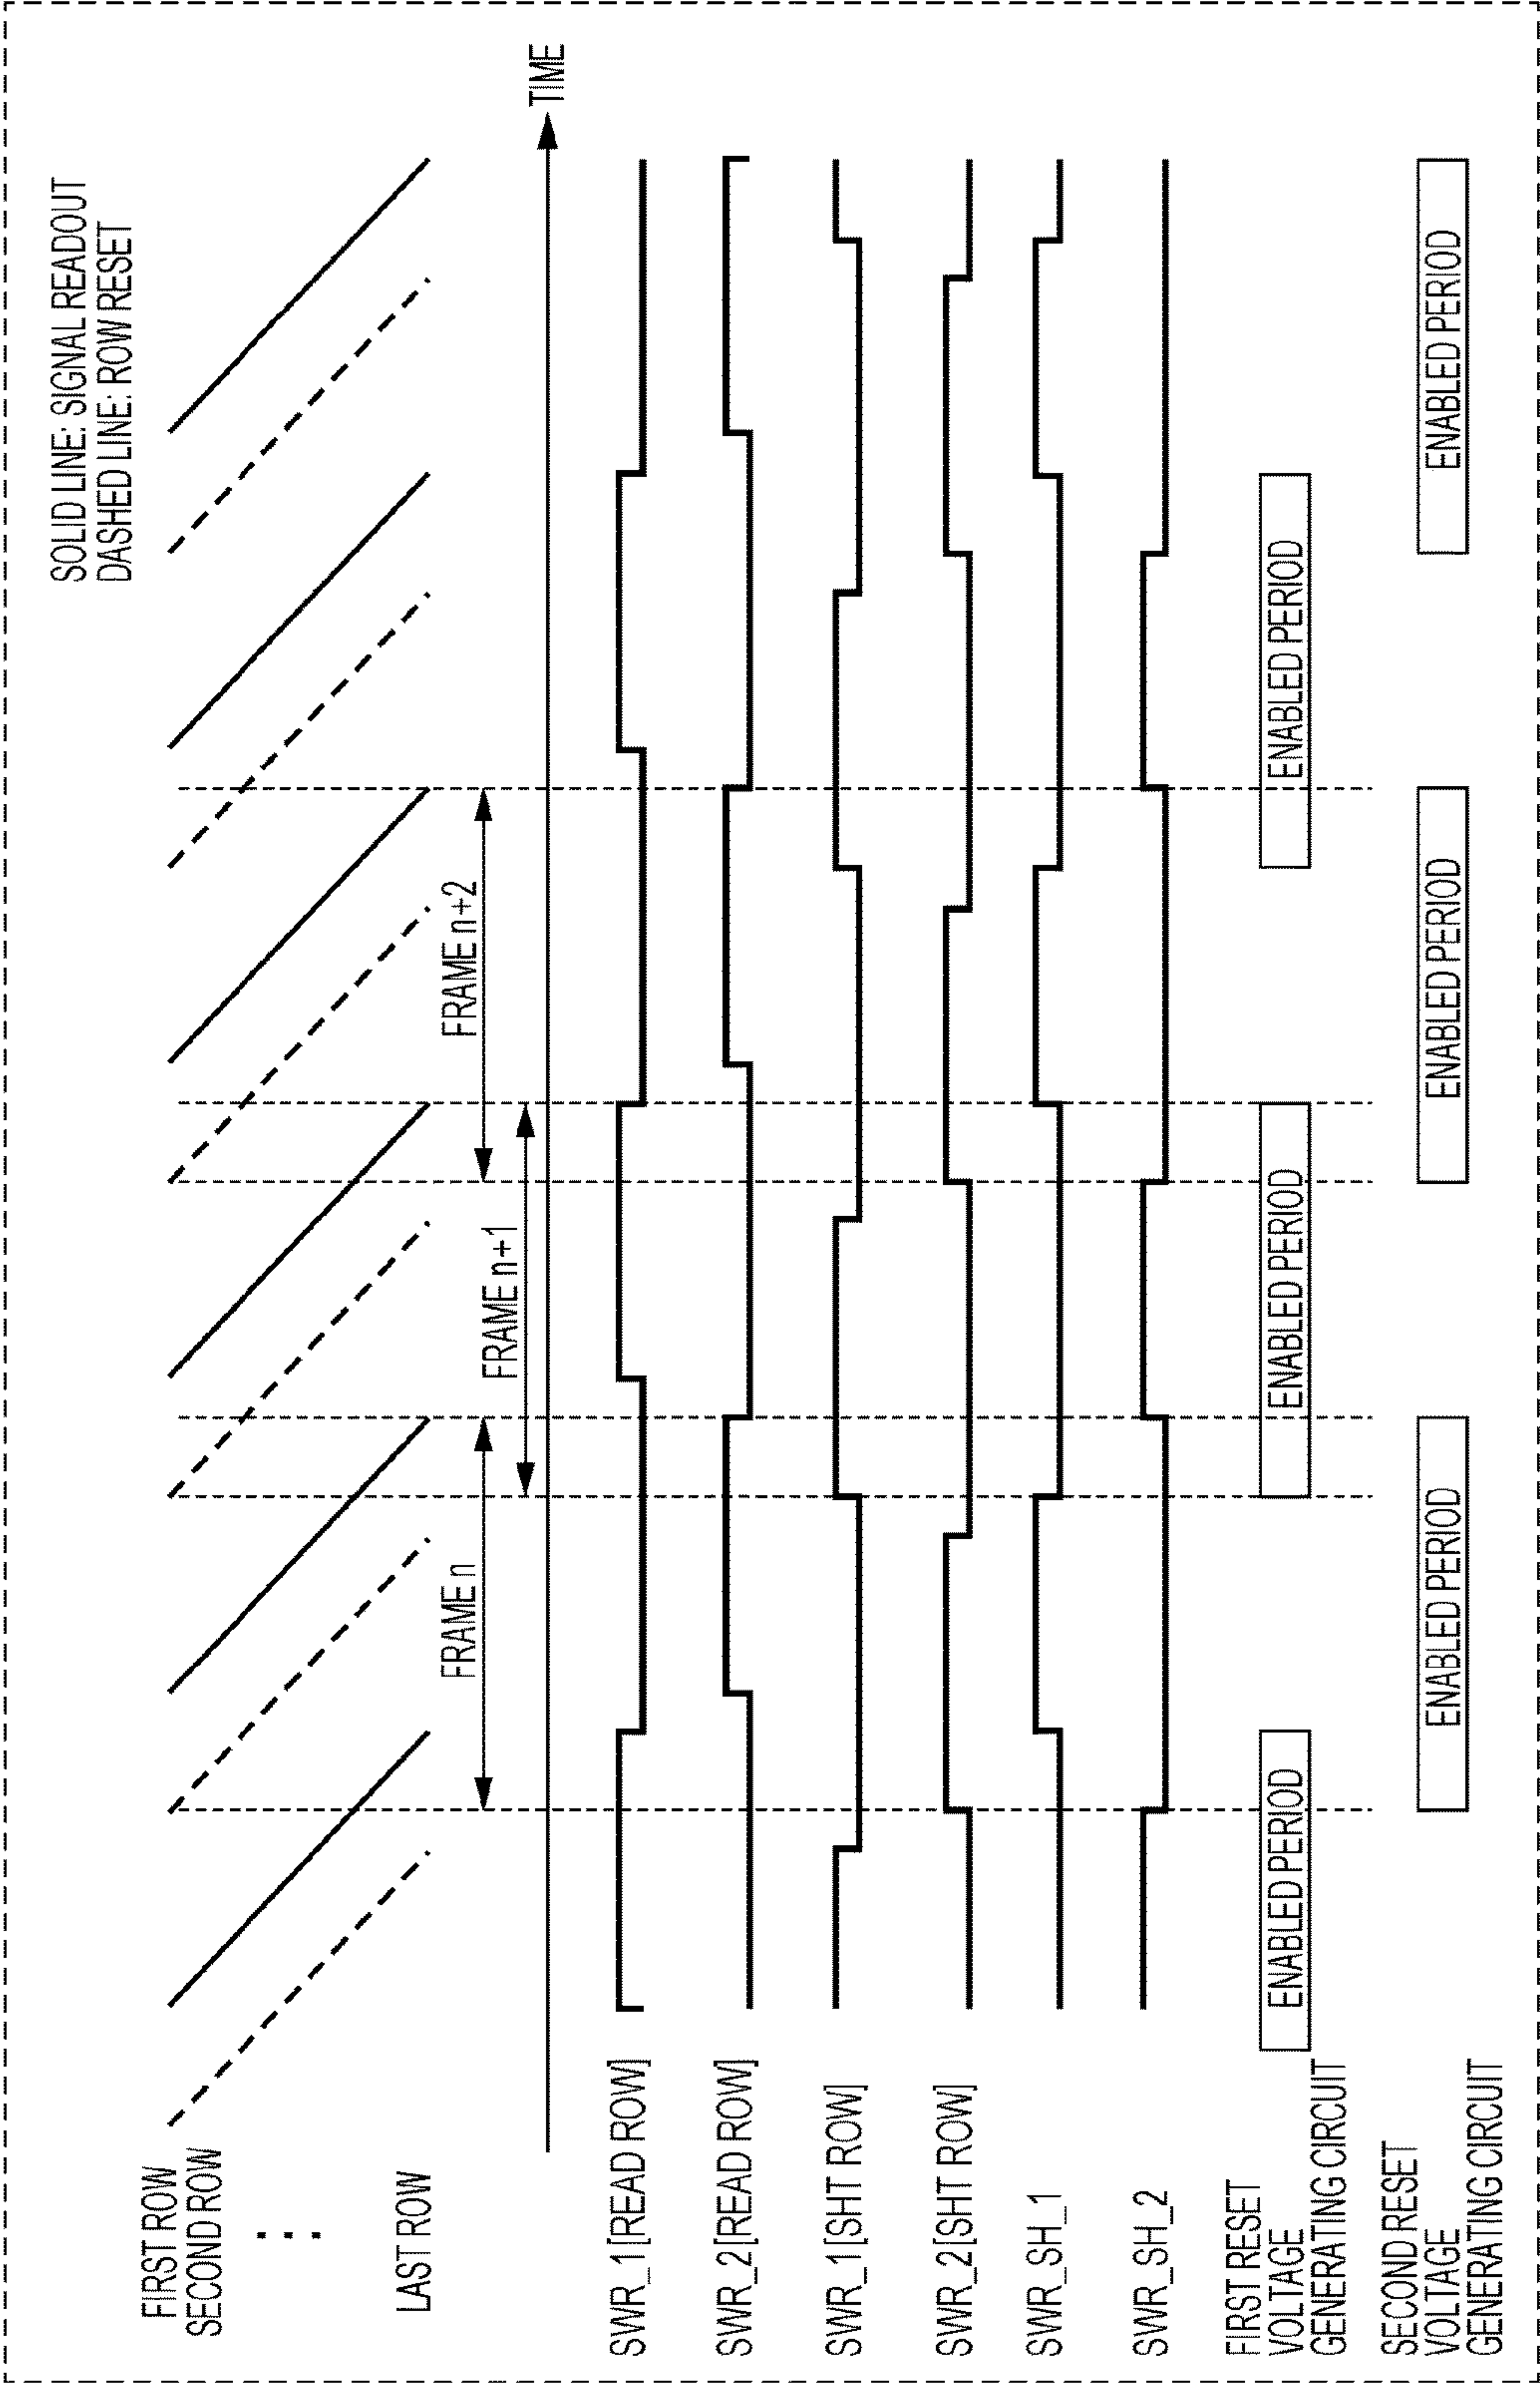 SOLID LINE: SIGNAL READOUT
DASHED LINE: ROW RESET
FIRST ROW
SECOND ROW
LAST ROW
FRAME n
FRAME n+2
FRAME n+1
TIME
SWR_1[READ ROW]
SWR_2[READ ROW]
SWR_1[SHT ROW]
SWR_2[SHT ROW]
SWR_SH_1
SWR_SH_2
FIRST RESET
VOLTAGE
GENERATING CIRCUIT
ENABLED PERIOD
ENABLED PERIOD
ENABLED PERIOD
SECOND RESET
VOLTAGE
GENERATING CIRCUIT
ENABLED PERIOD
ENABLED PERIOD
ENABLED PERIOD